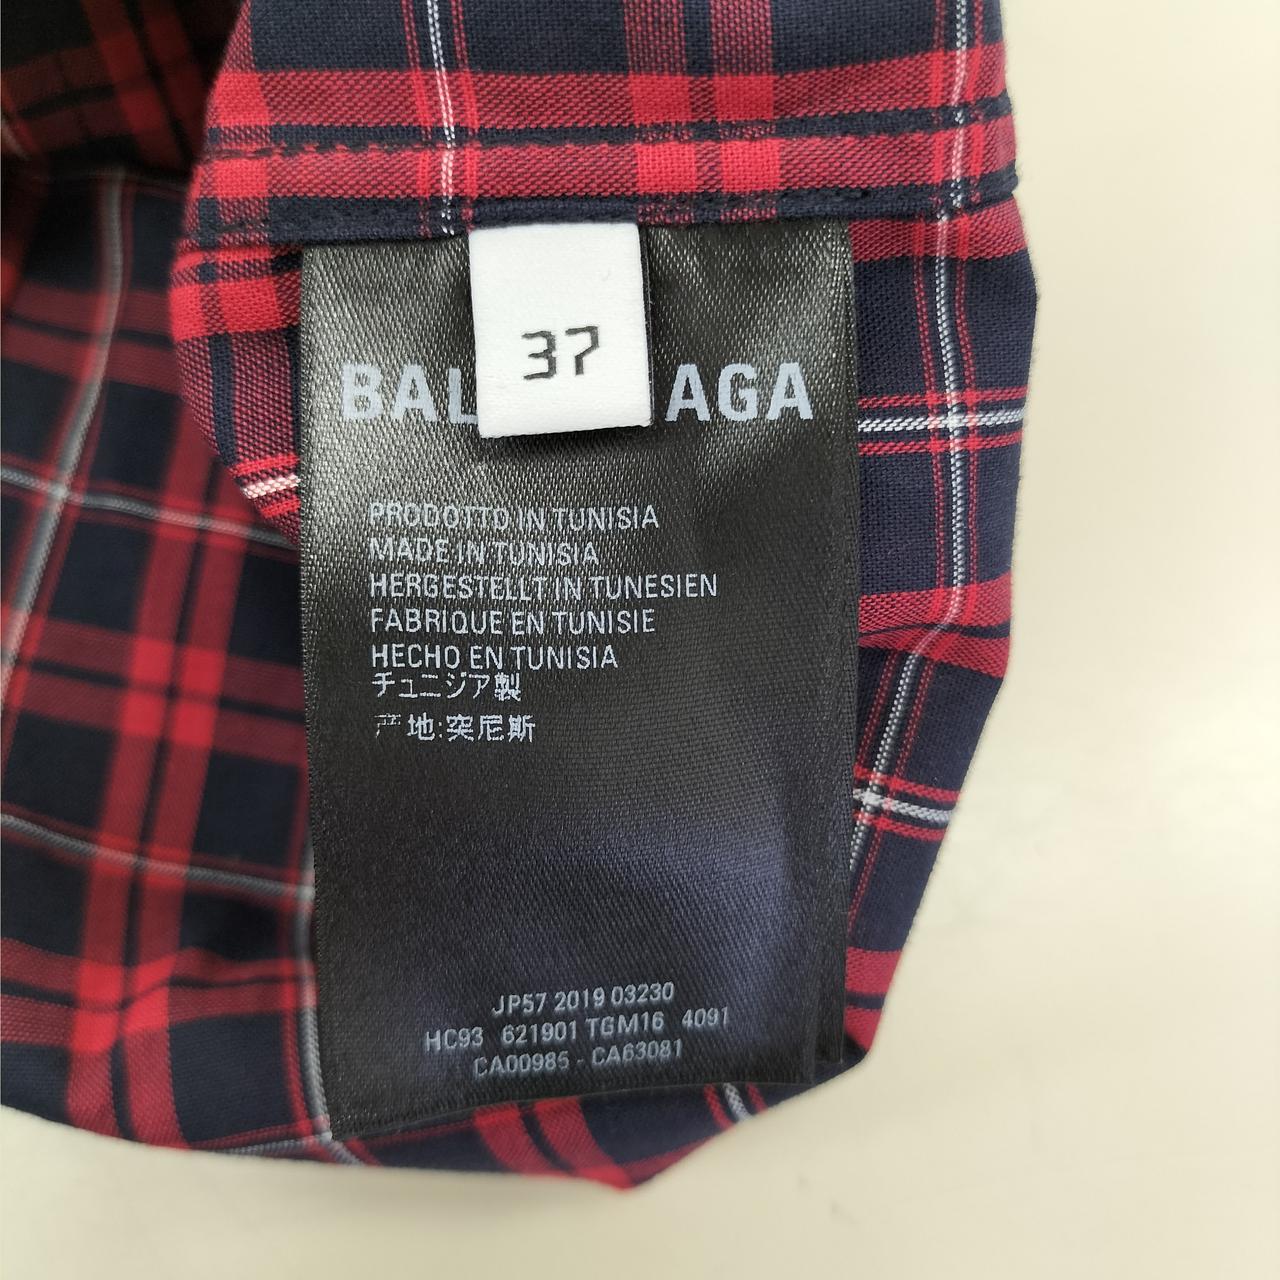 37
BAL AGA
PRODOTTO IN TUNISIA
MADE IN TUNISIA
HERGESTELLT IN TUNESIEN
FABRIQUE EN TUNISIE
HECHO EN TUNISIA
チュニジア製
产地:突尼斯
JP57 2019 03230
HC93 621901 TGM16 4091
CA00985 - CA63081